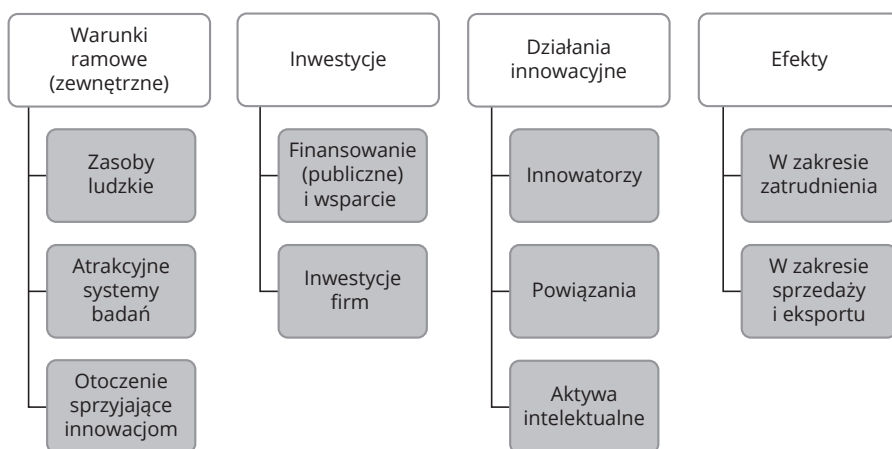 Warunki
ramowe
(zewnętrzne)
Zasoby
ludzkie
Atrakcyjne
systemy
badań
Otoczenie
sprzyjające
innowacjom
Inwestycje
Finansowanie
(publiczne)
i wsparcie
Inwestycje
firm
Działania
innowacyjne
Innowatorzy
Powiązania
Aktywa
intelektualne
Efekty
W zakresie
zatrudnienia
W zakresie
sprzedaży
i eksportu